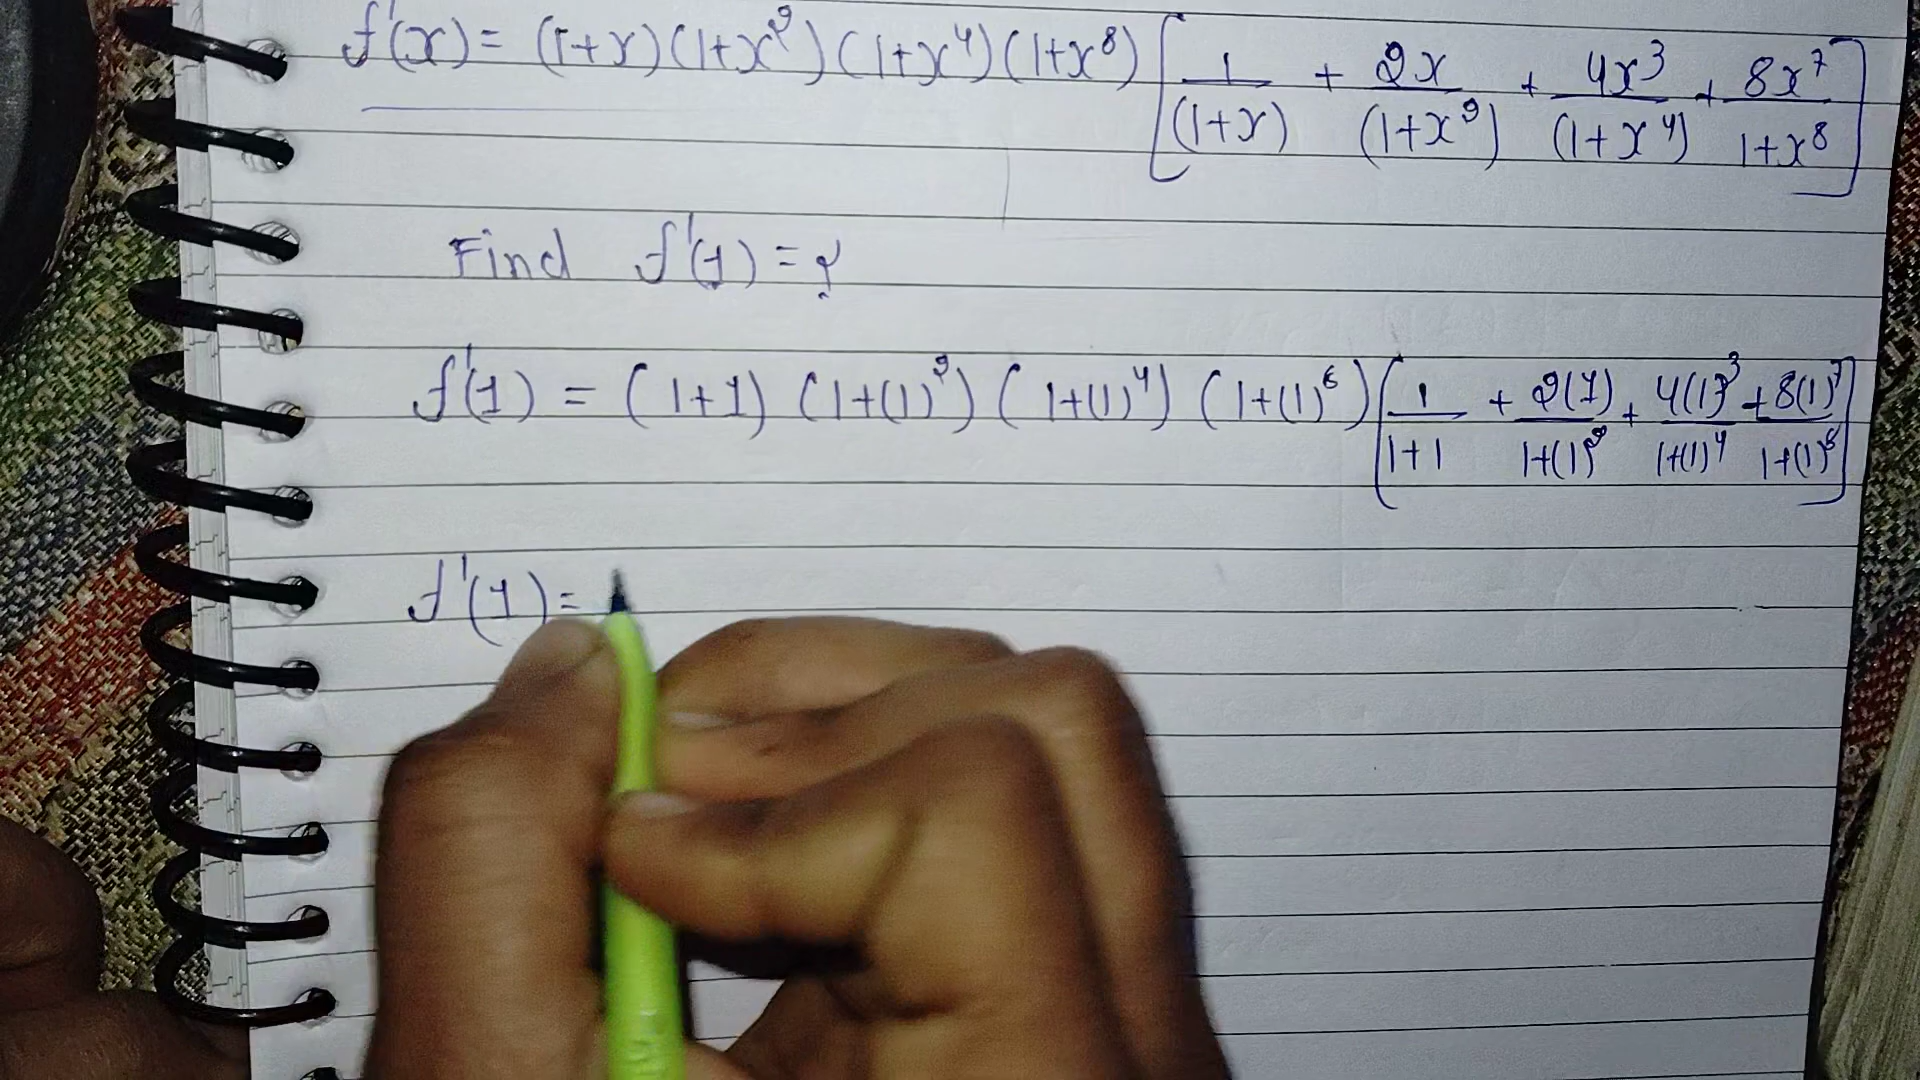 f'(x) = (1+x)(1+x²)(1+x⁴)(1+x⁸) [1/(1+x) + 2x/(1+x²) + 4x³/(1+x⁴) + 8x⁷/1+x⁸]
Find f'(1) = ?
f'(1) = (1+1) (1+(1)²) (1+(1)⁴) (1+(1)⁸) [1/1+1 + 2(1)/1+(1)² + 4(1)³/1+(1)⁴ + 8(1)⁷/1+(1)⁸]
f'(1) =